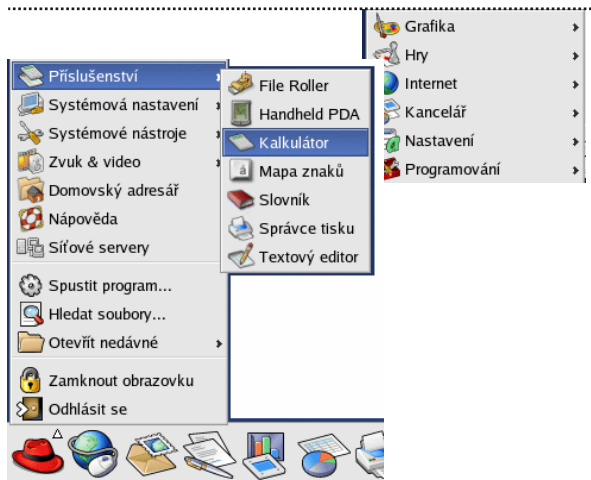 Grafika
Hry
Internet
Kancelář
Nastavení
Programování
Příslušenství
Systémová nastavení
Systémové nástroje
Zvuk & video
Domovský adresář
Nápověda
Síťové servery
Spustit program...
Hledat soubory...
Otevřít nedávné
Zamknout obrazovku
Odhlásit se
File Roller
Handheld PDA
Kalkulátor
á
Mapa znaků
Slovník
Správce tisku
Textový editor